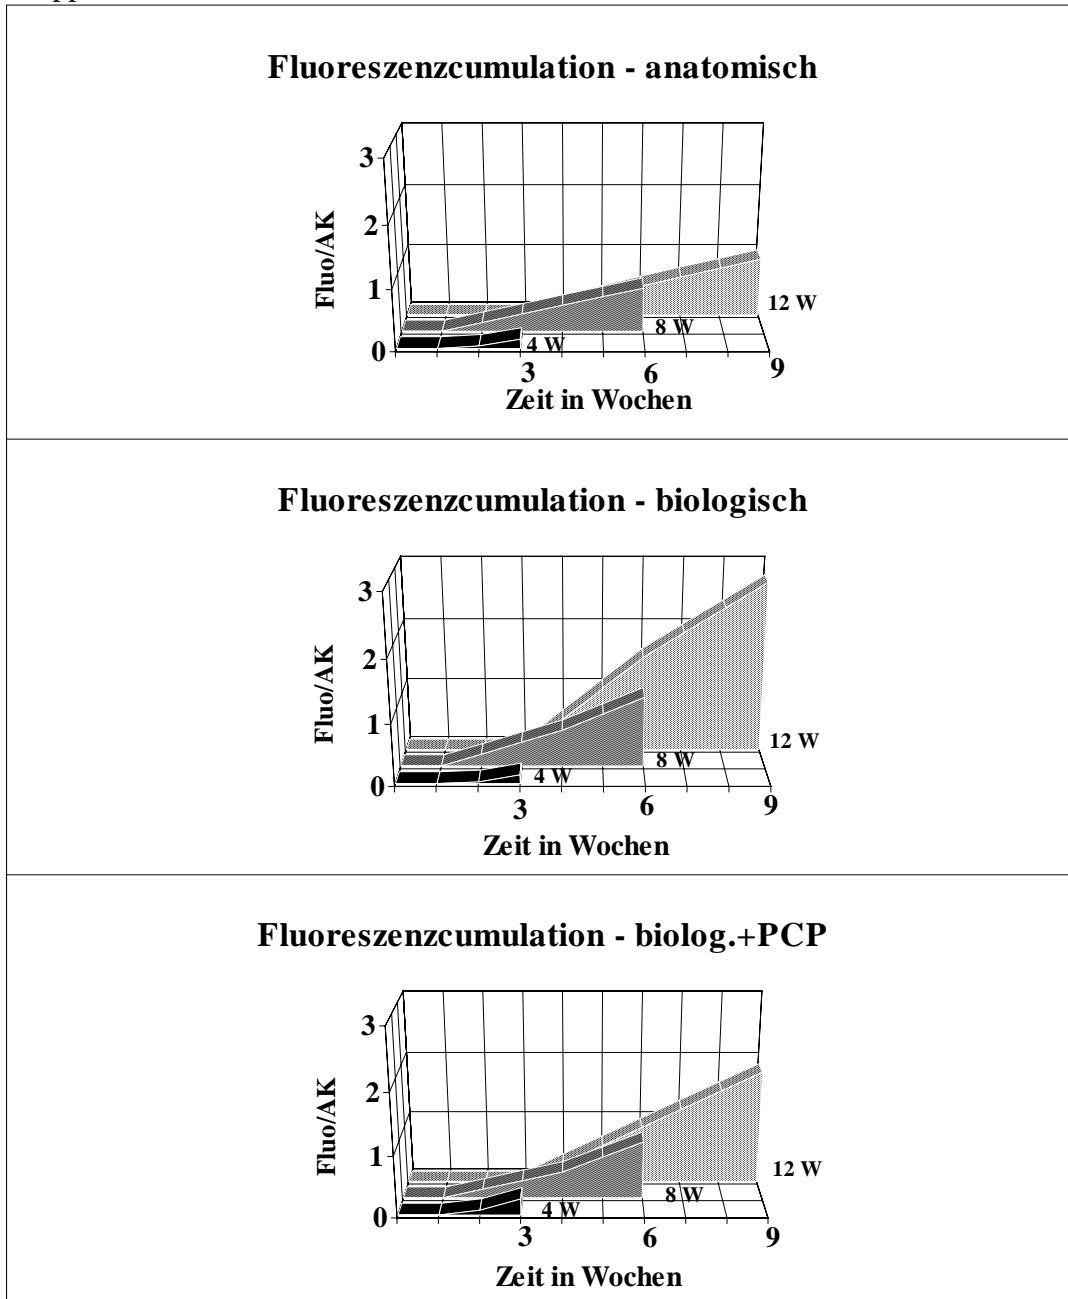 Fluoreszenzcumulation - anatomisch
3
2
1
0
Fluo/AK
12 W
8 W
4 W
3
6
9
Zeit in Wochen
Fluoreszenzcumulation - biologisch
3
2
1
0
Fluo/AK
12 W
8 W
4 W
3
6
9
Zeit in Wochen
Fluoreszenzcumulation - biolog.+PCP
3
2
1
0
Fluo/AK
12 W
8 W
4 W
3
6
9
Zeit in Wochen